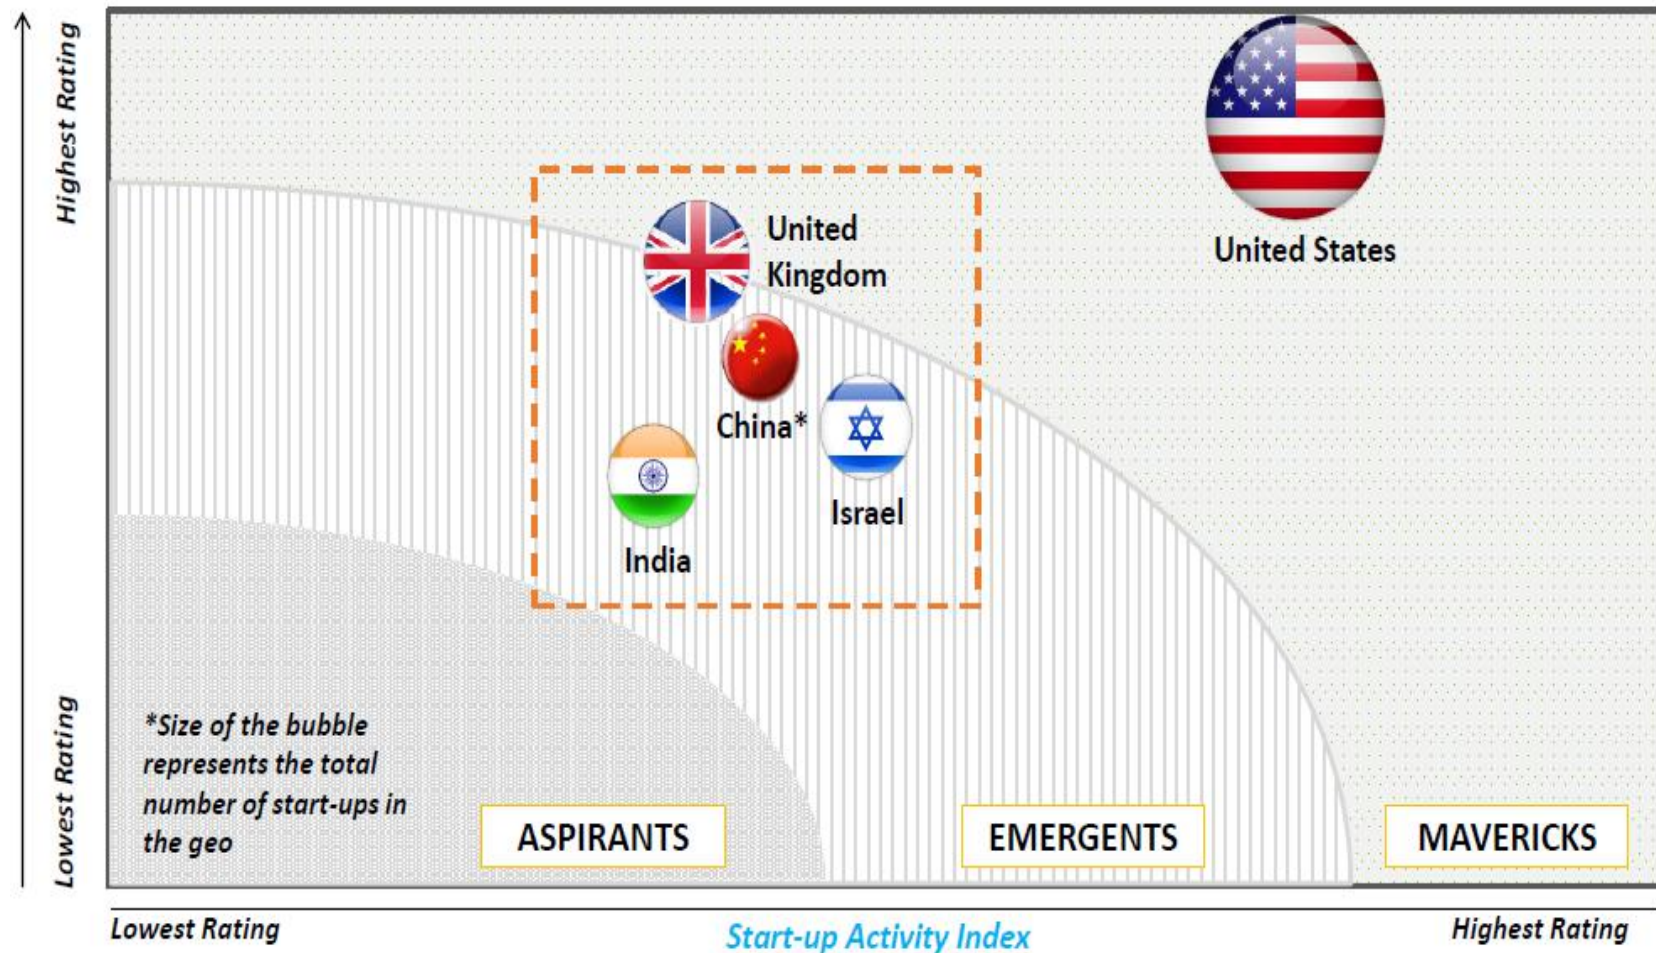 Highest Rating
Lowest Rating
United States
United
Kingdom
China*
Israel
India
*Size of the bubble
represents the total
number of start-ups in
the geo
ASPIRANTS
EMERGENTS
MAVERICKS
Lowest Rating
Start-up Activity Index
Highest Rating